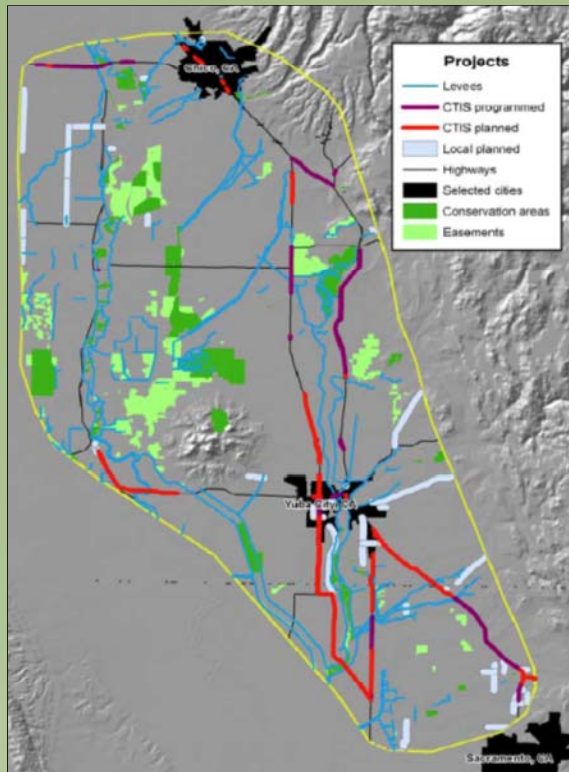 Chico, CA
Projects
Levees
CTIS programmed
CTIS planned
Local planned
Highways
Selected cities
Conservation areas
Easements
Yuba City, CA
Sacramento, CA